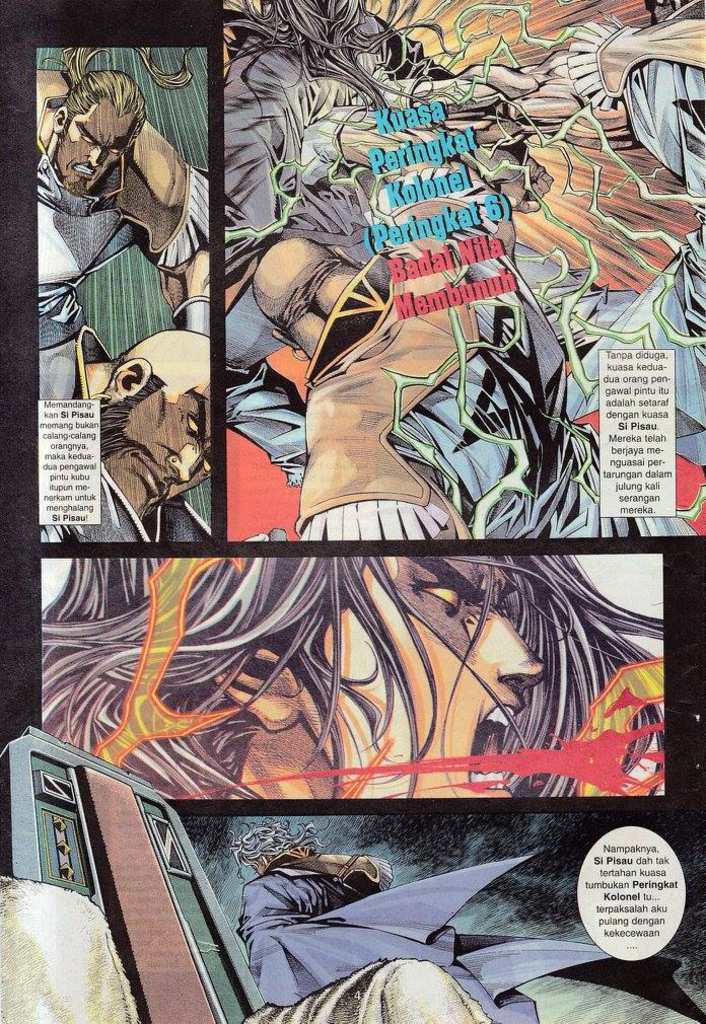 Kuasa
Peringkat
Kolonel
(Peringkat 6)
Badai Nila
Membunuh
Memandang-
kan Si Pisau
memang bukan
calang-calang
orangnya,
maka kedua-
dua pengawal
pintu kubu
itupun me-
nerkam untuk
menghalang
Si Pisau!
Tanpa diduga,
kuasa kedua-
dua orang pen-
gawal pintu itu
adalah setaraf
dengan kuasa
Si Pisau.
Mereka telah
berjaya me-
nguasai per-
tarungan dalam
julung kali
serangan
mereka.
Nampaknya,
Si Pisau dah tak
tertahan kuasa
tumbukan Peringkat
Kolonel tu...
terpaksalah aku
pulang dengan
kekecewaan
....
4